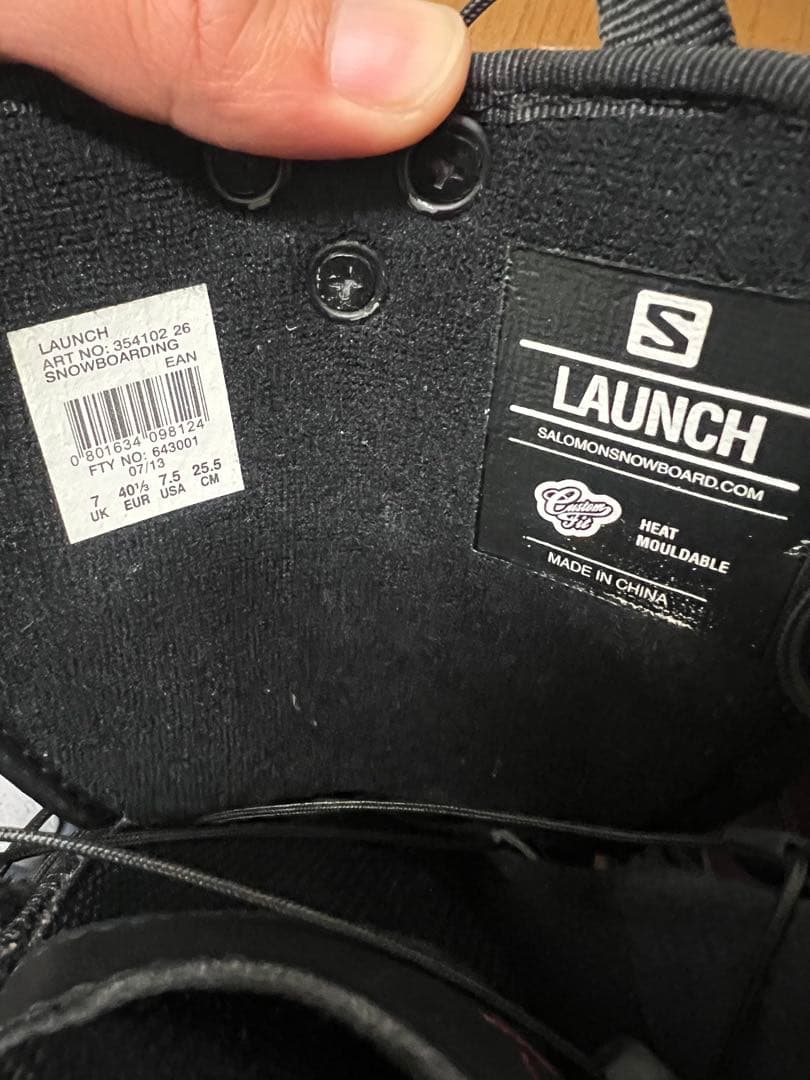 LAUNCH
ART NO: 354102 26
SNOWBOARDING
EAN
0 801634 098124
FTY NO: 643001
07/13
7 40⅓ 7.5 25.5
UK EUR USA CM
S
LAUNCH
SALOMONSNOWBOARD.COM
Custom
Fit
HEAT
MOULDABLE
MADE IN CHINA